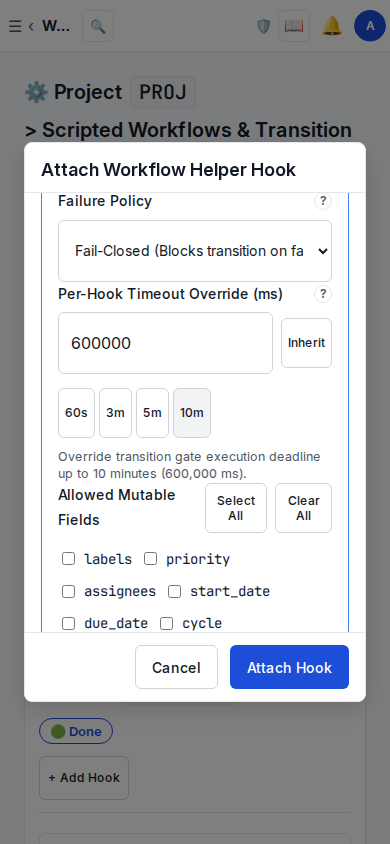 ☰ ‹ W... 🔍 🛡️ 📖 🔔 A
⚙️ Project PROJ
> Scripted Workflows & Transition
Attach Workflow Helper Hook
Failure Policy ?
Fail-Closed (Blocks transition on fa
Per-Hook Timeout Override (ms) ?
600000 Inherit
60s 3m 5m 10m
Override transition gate execution deadline
up to 10 minutes (600,000 ms).
Allowed Mutable
Fields
Select
All
Clear
All
labels priority
assignees start_date
due_date cycle
Cancel Attach Hook
🟢 Done
+ Add Hook